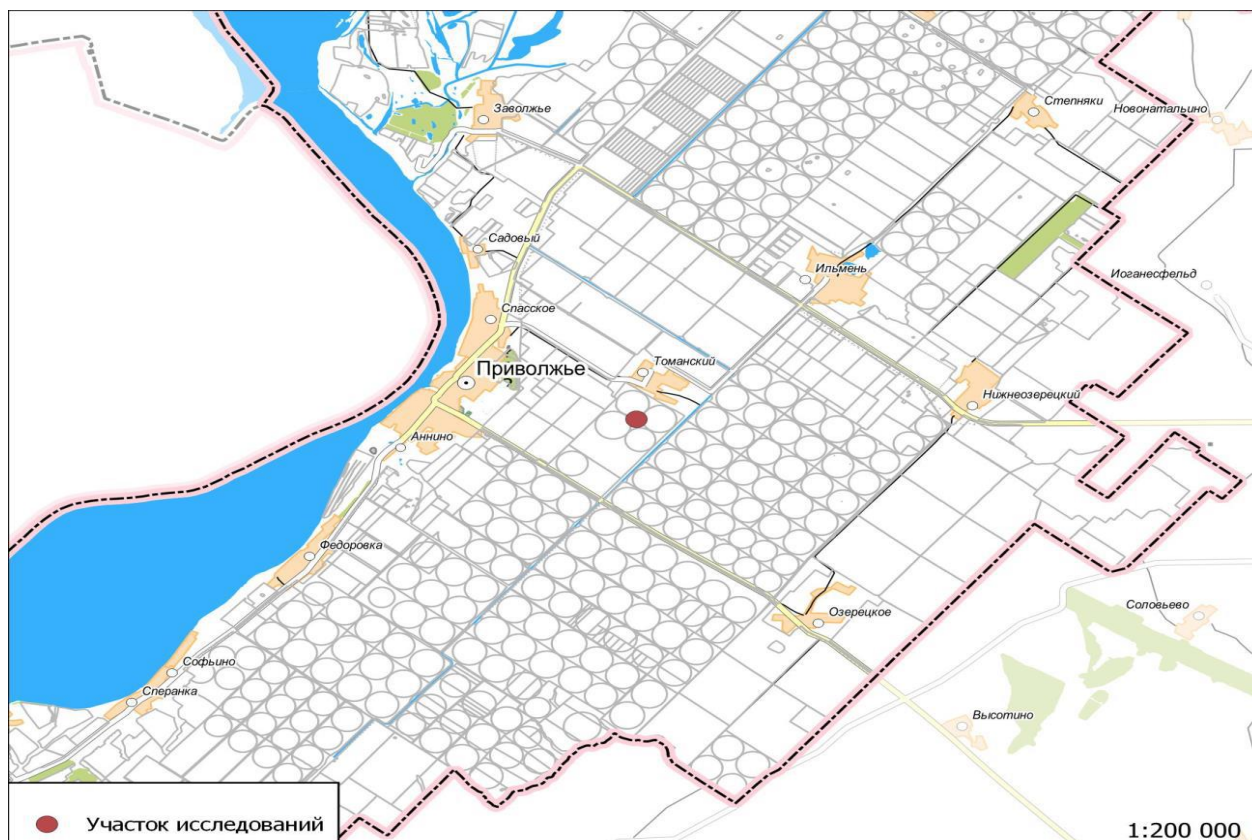 Заволжье
Степняки
Новонатальино
Садовый
Ильмень
Иоганесфельд
Спасское
Томанский
Приволжье
Нижнеозерецкий
Аннино
Федоровка
Соловьево
Озерецкое
Софьино
Сперанка
Высотино
Участок исследований
1:200 000